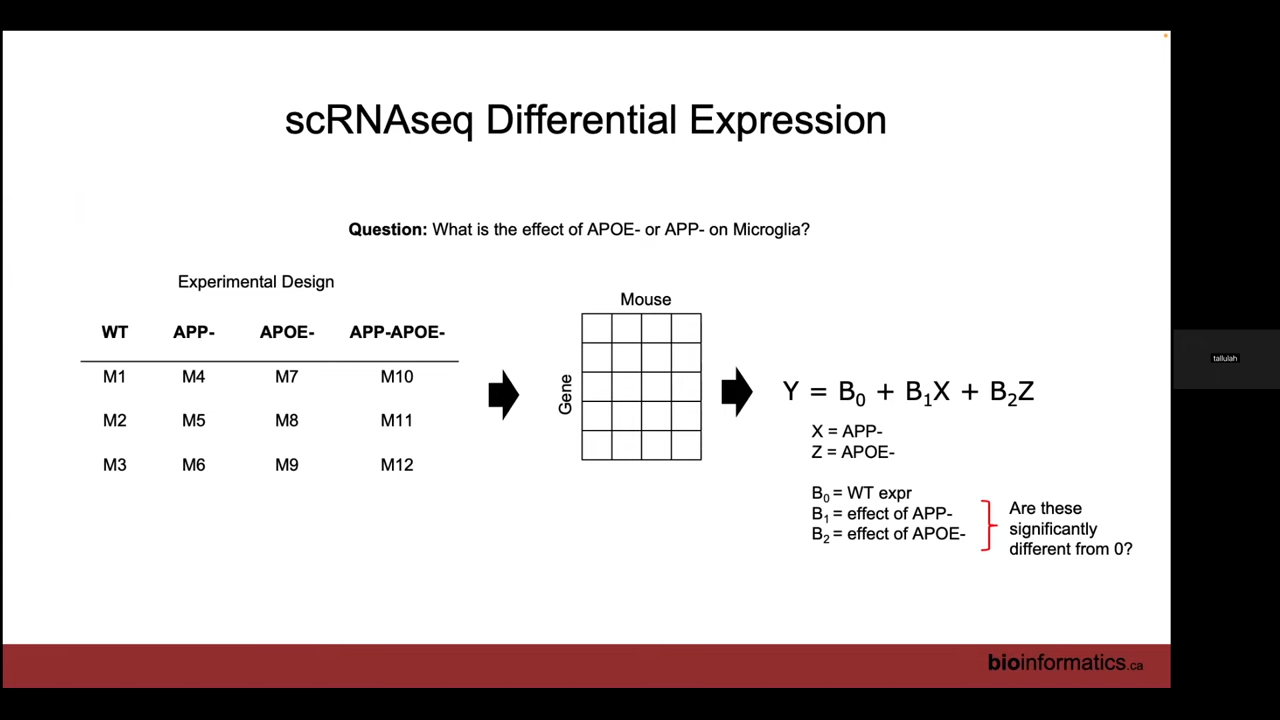 scRNAseq Differential Expression
Question: What is the effect of APOE- or APP- on Microglia?
Experimental Design
WT APP- APOE- APP-APOE-
M1 M4 M7 M10
M2 M5 M8 M11
M3 M6 M9 M12
Mouse
Gene
Y = B₀ + B₁X + B₂Z
X = APP-
Z = APOE-
B₀ = WT expr
B₁ = effect of APP-
B₂ = effect of APOE-
Are these
significantly
different from 0?
tallulah
bioinformatics.ca